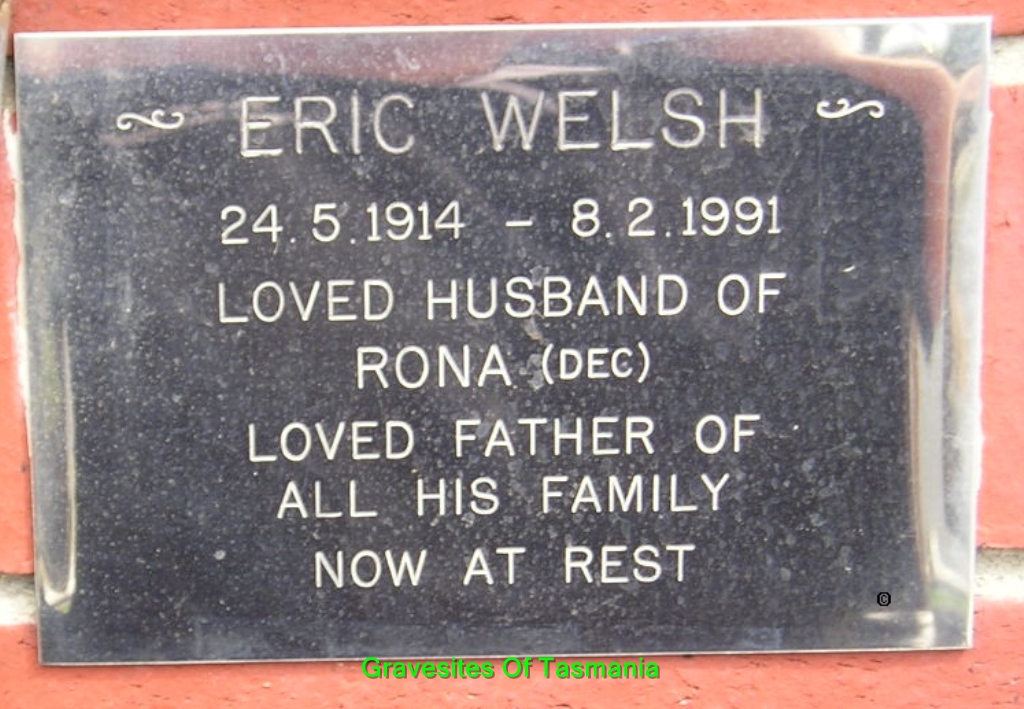 ERIC WELSH
24.5.1914 - 8.2.1991
LOVED HUSBAND OF
RONA (DEC)
LOVED FATHER OF
ALL HIS FAMILY
NOW AT REST
©
Gravesites Of Tasmania